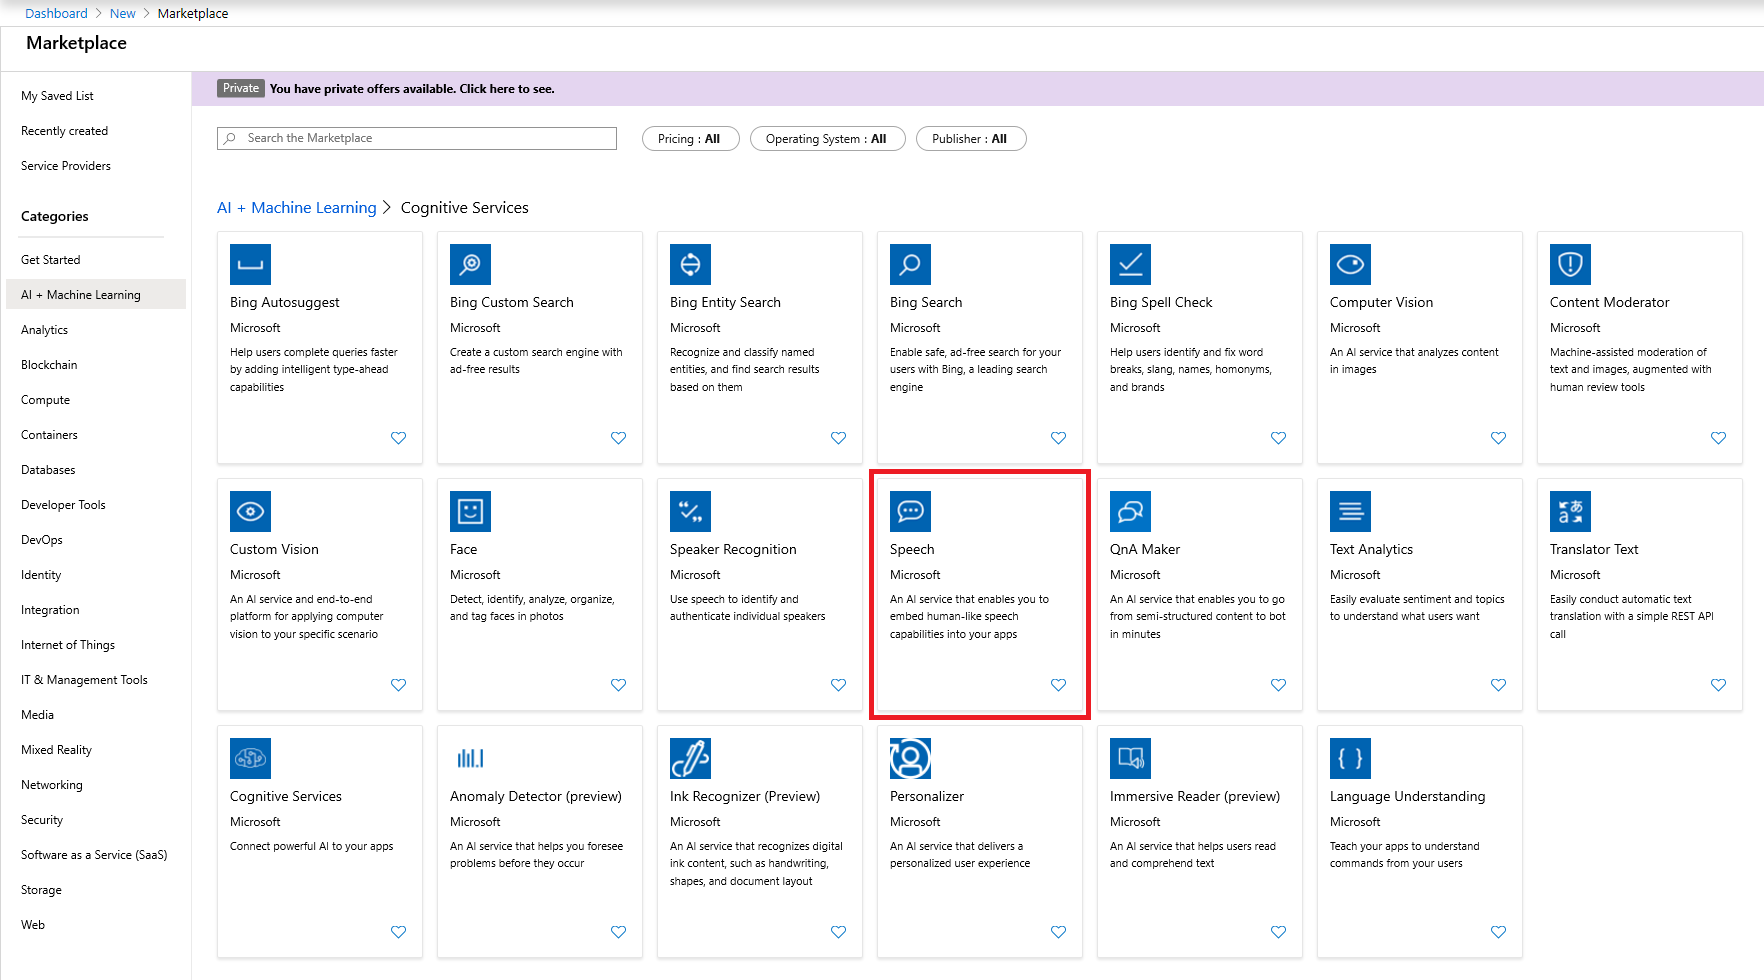 Dashboard > New > Marketplace
Marketplace
My Saved List
Recently created
Service Providers
Categories
Get Started
AI + Machine Learning
Analytics
Blockchain
Compute
Containers
Databases
Developer Tools
DevOps
Identity
Integration
Internet of Things
IT & Management Tools
Media
Mixed Reality
Networking
Security
Software as a Service (SaaS)
Storage
Web
Private You have private offers available. Click here to see.
Search the Marketplace
Pricing : All
Operating System : All
Publisher : All
AI + Machine Learning > Cognitive Services
Bing Autosuggest
Microsoft
Help users complete queries faster
by adding intelligent type-ahead
capabilities
Bing Custom Search
Microsoft
Create a custom search engine with
ad-free results
Bing Entity Search
Microsoft
Recognize and classify named
entities, and find search results
based on them
Bing Search
Microsoft
Enable safe, ad-free search for your
users with Bing, a leading search
engine
Bing Spell Check
Microsoft
Help users identify and fix word
breaks, slang, names, homonyms,
and brands
Computer Vision
Microsoft
An AI service that analyzes content
in images
Content Moderator
Microsoft
Machine-assisted moderation of
text and images, augmented with
human review tools
Custom Vision
Microsoft
An AI service and end-to-end
platform for applying computer
vision to your specific scenario
Face
Microsoft
Detect, identify, analyze, organize,
and tag faces in photos
Speaker Recognition
Microsoft
Use speech to identify and
authenticate individual speakers
Speech
Microsoft
An AI service that enables you to
embed human-like speech
capabilities into your apps
QnA Maker
Microsoft
An AI service that enables you to go
from semi-structured content to bot
in minutes
Text Analytics
Microsoft
Easily evaluate sentiment and topics
to understand what users want
Translator Text
Microsoft
Easily conduct automatic text
translation with a simple REST API
call
Cognitive Services
Microsoft
Connect powerful AI to your apps
Anomaly Detector (preview)
Microsoft
An AI service that helps you foresee
problems before they occur
Ink Recognizer (Preview)
Microsoft
An AI service that recognizes digital
ink content, such as handwriting,
shapes, and document layout
Personalizer
Microsoft
An AI service that delivers a
personalized user experience
Immersive Reader (preview)
Microsoft
An AI service that helps users read
and comprehend text
Language Understanding
Microsoft
Teach your apps to understand
commands from your users